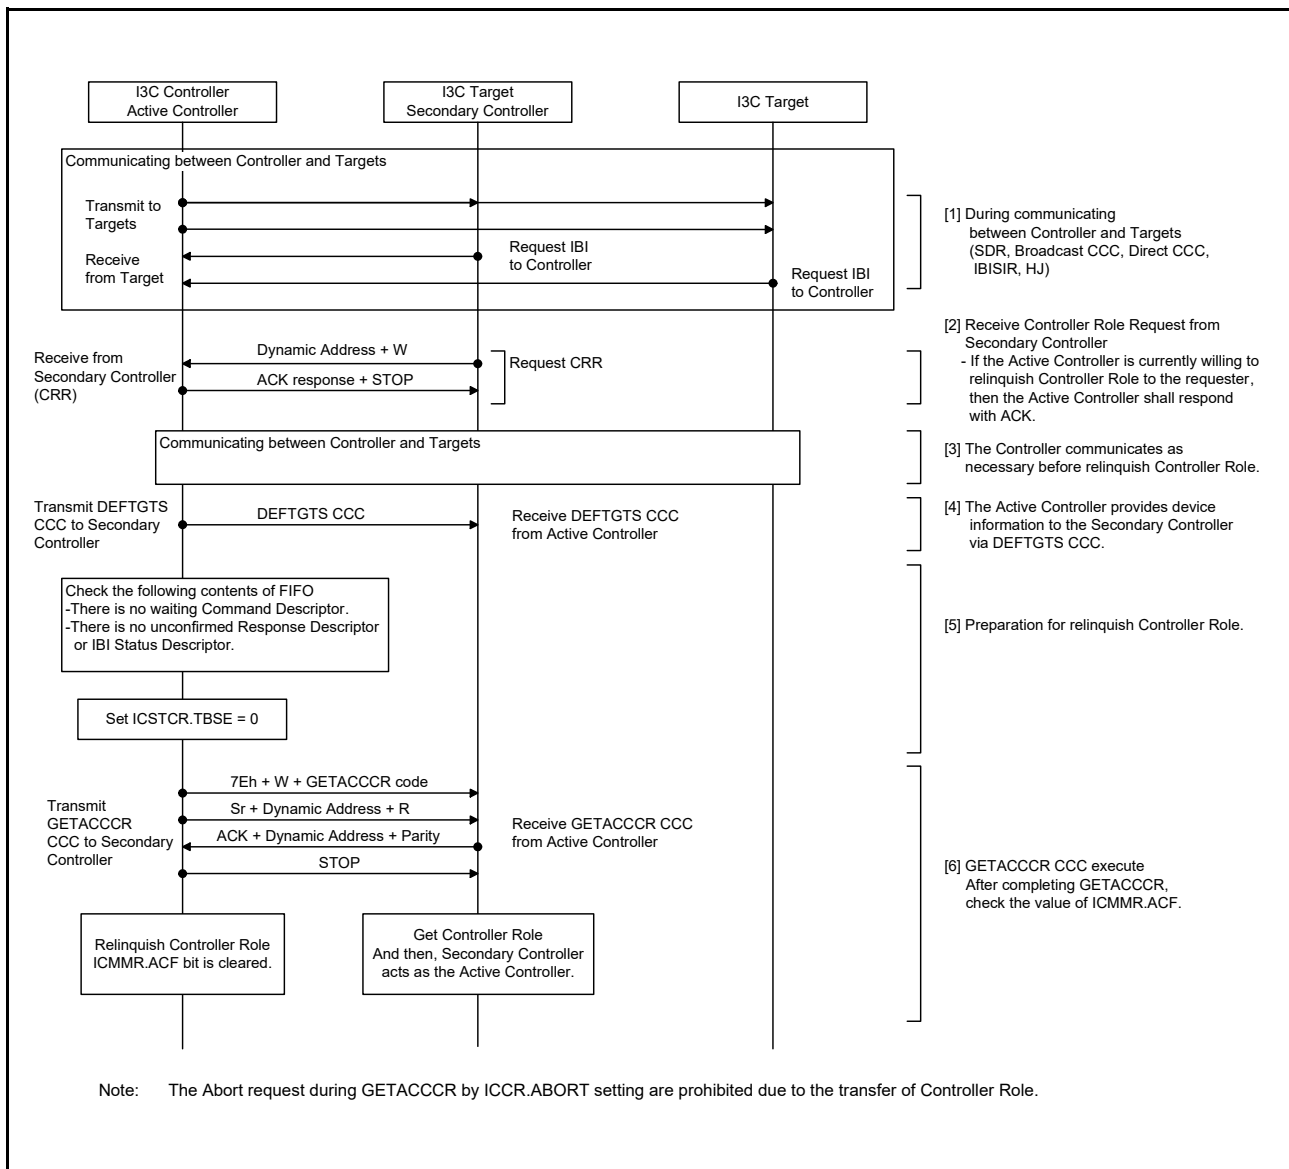 I3C Controller
Active Controller
I3C Target
Secondary Controller
I3C Target
Communicating between Controller and Targets
Transmit to
Targets
Receive
from Target
Request IBI
to Controller
Request IBI
to Controller
[1] During communicating
between Controller and Targets
(SDR, Broadcast CCC, Direct CCC,
IBISIR, HJ)
Receive from
Secondary Controller
(CRR)
Dynamic Address + W
ACK response + STOP
Request CRR
[2] Receive Controller Role Request from
Secondary Controller
- If the Active Controller is currently willing to
relinquish Controller Role to the requester,
then the Active Controller shall respond
with ACK.
Communicating between Controller and Targets
[3] The Controller communicates as
necessary before relinquish Controller Role.
Transmit DEFTGTS
CCC to Secondary
Controller
DEFTGTS CCC
Receive DEFTGTS CCC
from Active Controller
[4] The Active Controller provides device
information to the Secondary Controller
via DEFTGTS CCC.
Check the following contents of FIFO
-There is no waiting Command Descriptor.
-There is no unconfirmed Response Descriptor
or IBI Status Descriptor.
[5] Preparation for relinquish Controller Role.
Set ICSTCR.TBSE = 0
Transmit
GETACCCR
CCC to Secondary
Controller
7Eh + W + GETACCCR code
Sr + Dynamic Address + R
ACK + Dynamic Address + Parity
STOP
Receive GETACCCR CCC
from Active Controller
[6] GETACCCR CCC execute
After completing GETACCCR,
check the value of ICMMR.ACF.
Relinquish Controller Role
ICMMR.ACF bit is cleared.
Get Controller Role
And then, Secondary Controller
acts as the Active Controller.
Note: The Abort request during GETACCCR by ICCR.ABORT setting are prohibited due to the transfer of Controller Role.